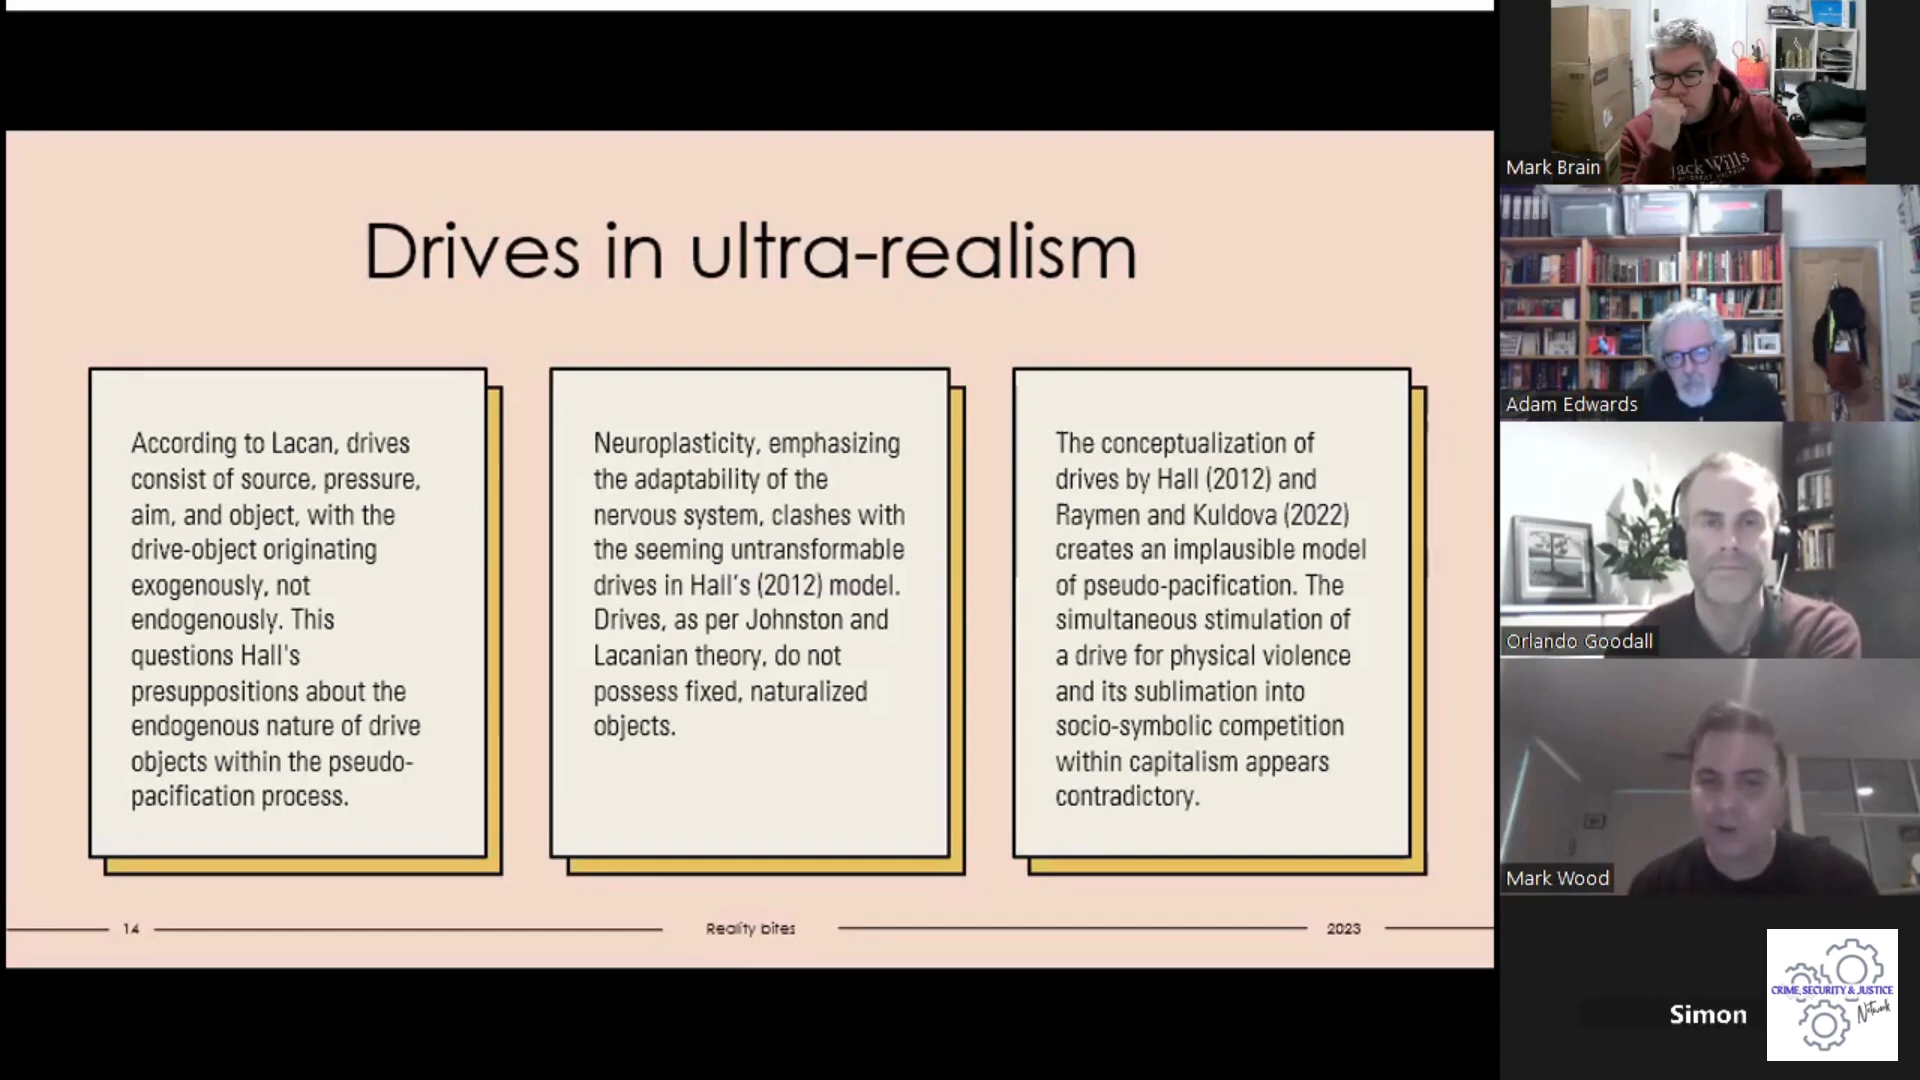 Drives in ultra-realism
According to Lacan, drives
consist of source, pressure,
aim, and object, with the
drive-object originating
exogenously, not
endogenously. This
questions Hall's
presuppositions about the
endogenous nature of drive
objects within the pseudo-
pacification process.
Neuroplasticity, emphasizing
the adaptability of the
nervous system, clashes with
the seeming untransformable
drives in Hall's (2012) model.
Drives, as per Johnston and
Lacanian theory, do not
possess fixed, naturalized
objects.
The conceptualization of
drives by Hall (2012) and
Raymen and Kuldova (2022)
creates an implausible model
of pseudo-pacification. The
simultaneous stimulation of
a drive for physical violence
and its sublimation into
socio-symbolic competition
within capitalism appears
contradictory.
14
Reality bites
2023
Jack Wills
Mark Brain
Adam Edwards
Orlando Goodall
Mark Wood
Simon
CRIME, SECURITY & JUSTICE
Network